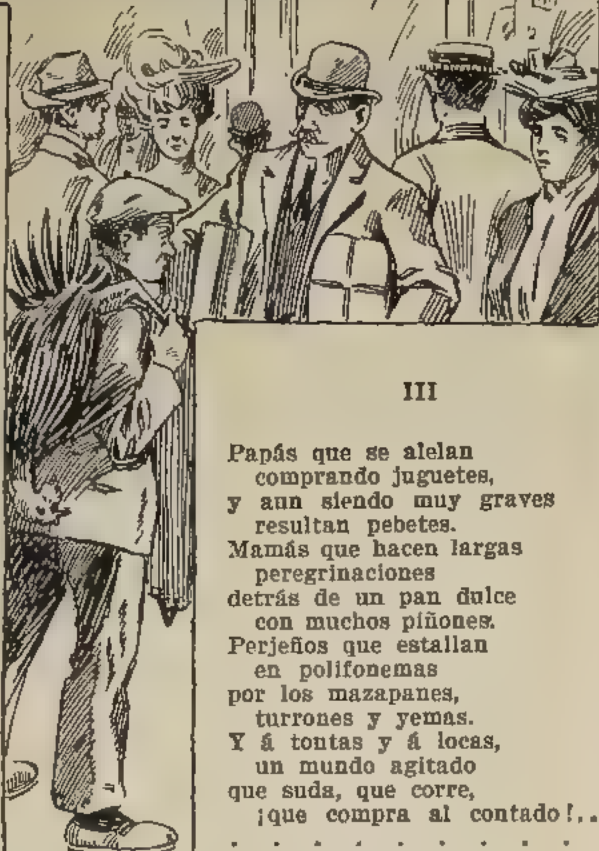 III
Papás que se alelan
comprando juguetes,
y aun siendo muy graves
resultan pebetes.
Mamás que hacen largas
peregrinaciones
detrás de un pan dulce
con muchos piñones.
Perjeños que estallan
en polifonemas
por los mazapanes,
turrones y yemas.
Y á tontas y á locas,
un mundo agitado
que suda, que corre,
¡que compra al contado!..
. . . . . . . . . .